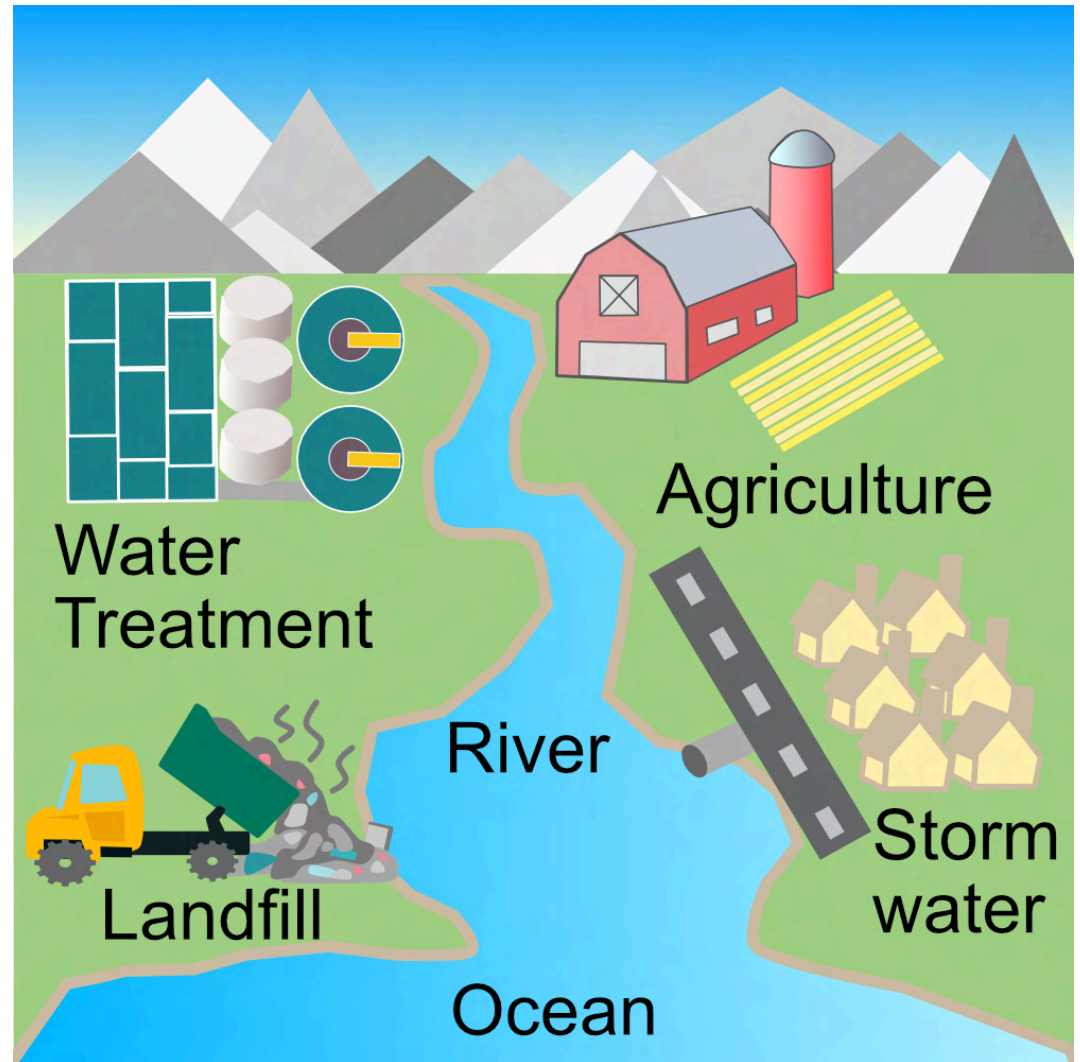 Agriculture
Water
Treatment
River
Storm
water
Landfill
Ocean